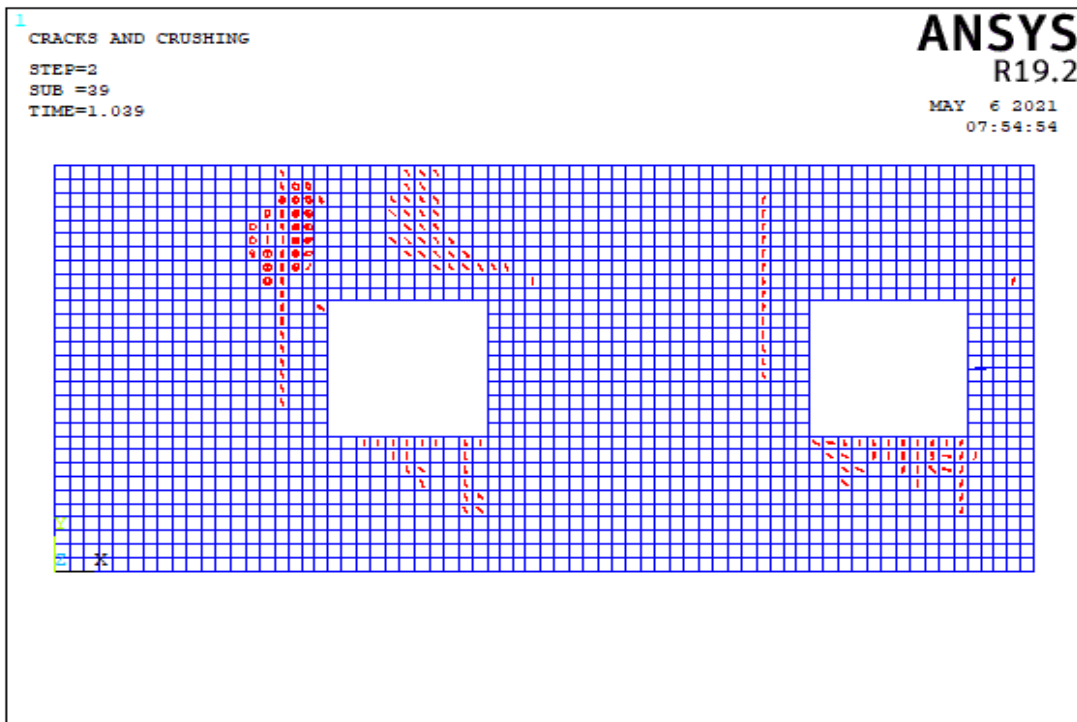 1
CRACKS AND CRUSHING
STEP=2
SUB =39
TIME=1.039
ANSYS
R19.2
MAY  6 2021
07:54:54
Y
Z X